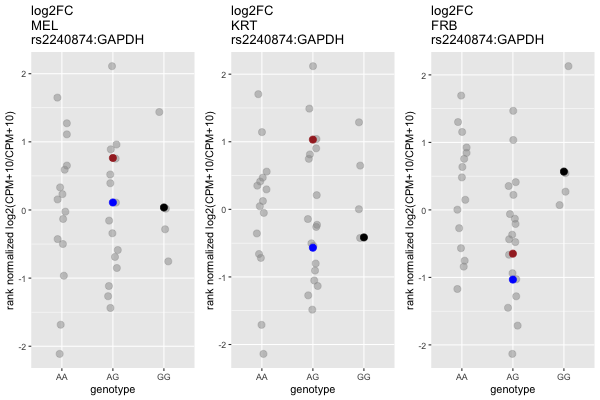 log2FC
MEL
rs2240874:GAPDH
rank normalized log2(CPM+10/CPM+10)
2
1
0
-1
-2
AA
AG
GG
genotype
log2FC
KRT
rs2240874:GAPDH
rank normalized log2(CPM+10/CPM+10)
2
1
0
-1
-2
AA
AG
GG
genotype
log2FC
FRB
rs2240874:GAPDH
rank normalized log2(CPM+10/CPM+10)
2
1
0
-1
-2
AA
AG
GG
genotype